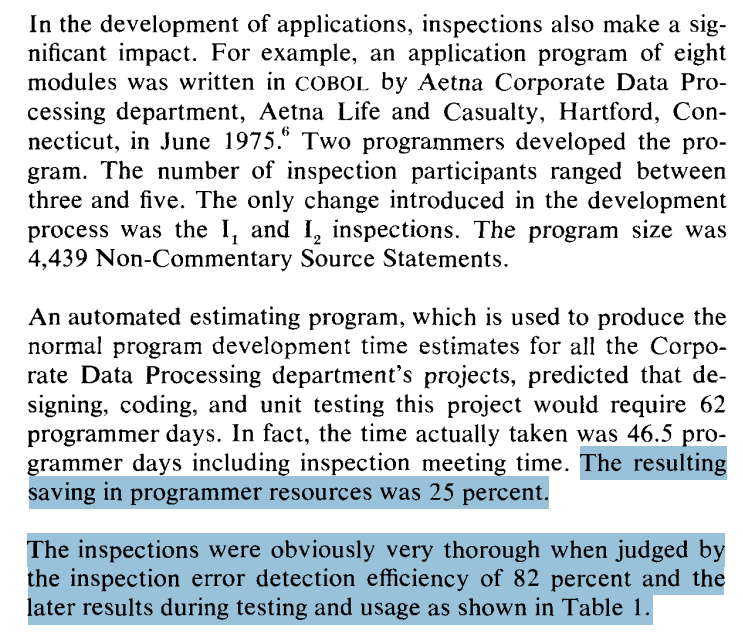 In the development of applications, inspections also make a sig-
nificant impact. For example, an application program of eight
modules was written in COBOL by Aetna Corporate Data Pro-
cessing department, Aetna Life and Casualty, Hartford, Con-
necticut, in June 1975.⁶ Two programmers developed the pro-
gram. The number of inspection participants ranged between
three and five. The only change introduced in the development
process was the I₁ and I₂ inspections. The program size was
4,439 Non-Commentary Source Statements.
An automated estimating program, which is used to produce the
normal program development time estimates for all the Corpo-
rate Data Processing department's projects, predicted that de-
signing, coding, and unit testing this project would require 62
programmer days. In fact, the time actually taken was 46.5 pro-
grammer days including inspection meeting time. The resulting
saving in programmer resources was 25 percent.
The inspections were obviously very thorough when judged by
the inspection error detection efficiency of 82 percent and the
later results during testing and usage as shown in Table 1.